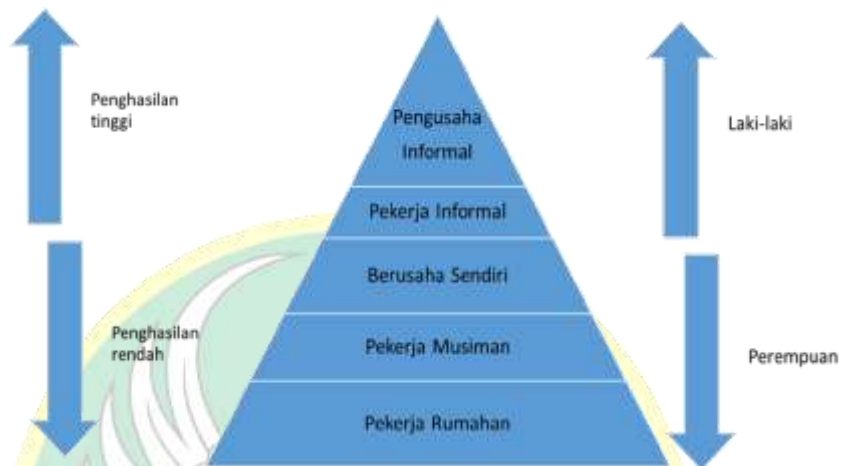 Penghasilan
tinggi
Pengusaha
Informal
Laki-laki
Pekerja Informal
Berusaha Sendiri
Penghasilan
rendah
Pekerja Musiman
Perempuan
Pekerja Rumahan